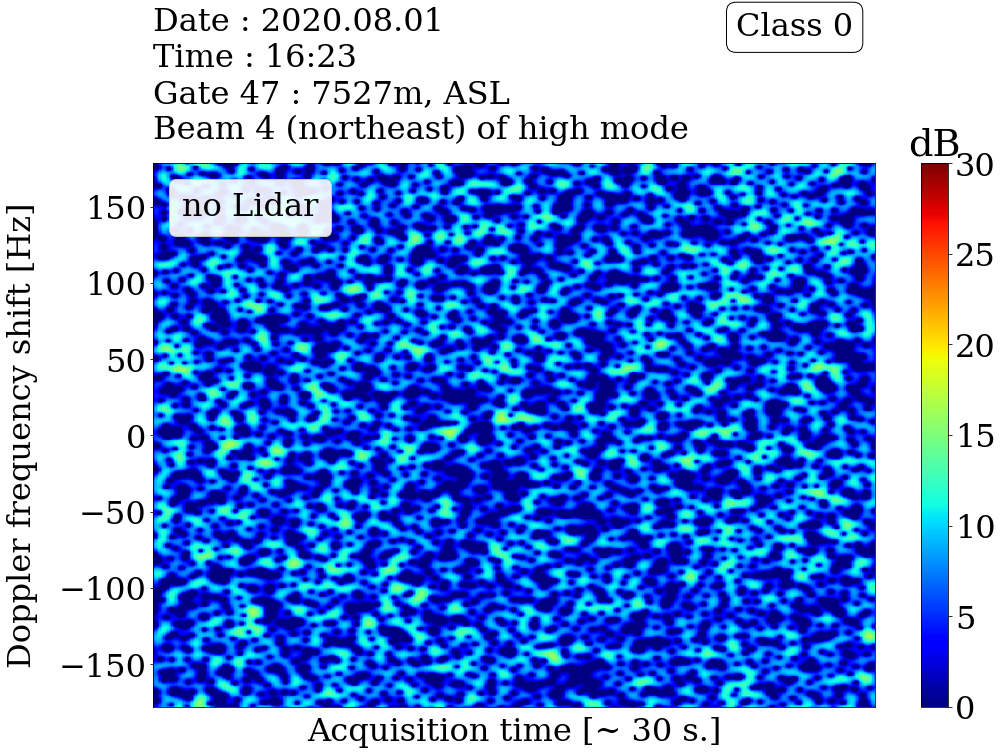 Date : 2020.08.01
Time : 16:23
Gate 47 : 7527m, ASL
Beam 4 (northeast) of high mode
Class 0
dB
no Lidar
Doppler frequency shift [Hz]
150
100
50
0
−50
−100
−150
30
25
20
15
10
5
0
Acquisition time [~ 30 s.]